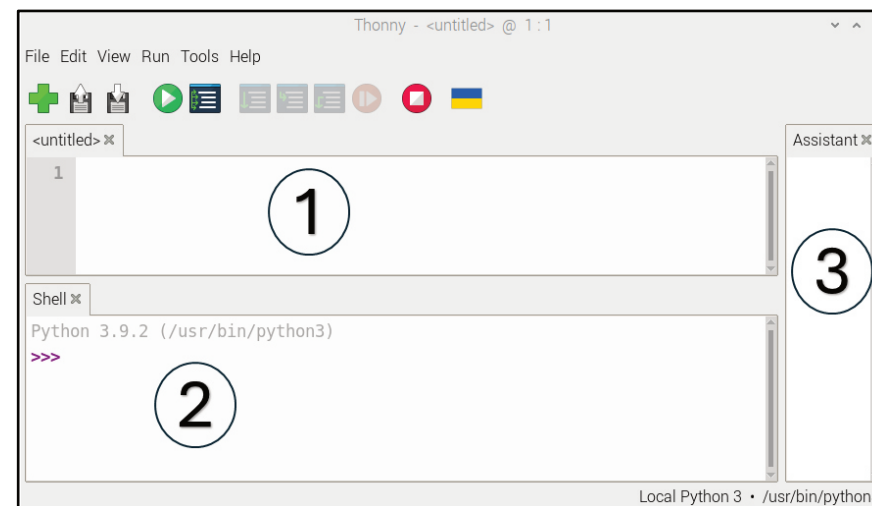 Thonny - <untitled> @ 1:1
File Edit View Run Tools Help
<untitled>
Assistant
1
1
3
Shell
Python 3.9.2 (/usr/bin/python3)
>>>
2
Local Python 3 • /usr/bin/python